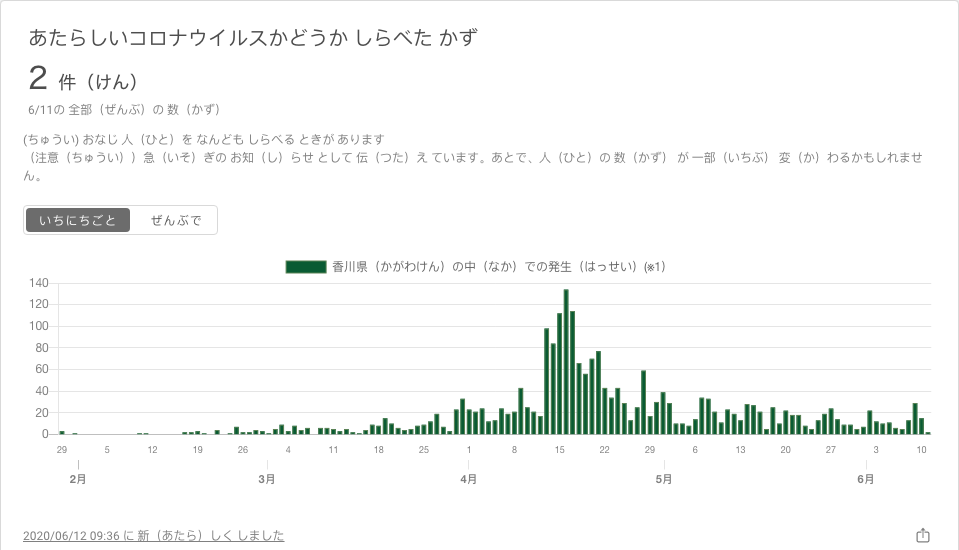 あたらしいコロナウイルスかどうか しらべた かず
2 件（けん）
6/11の 全部（ぜんぶ）の 数（かず）
(ちゅうい) おなじ 人（ひと）を なんども しらべる ときが あります
（注意（ちゅうい））急（いそ）ぎの お知（し）らせ として 伝（つた）え ています。あとで、人（ひと）の 数（かず） が 一部（いちぶ） 変（か）わるかもしれませ
ん。
いちにちごと ぜんぶで
香川県（かがわけん）の中（なか）での発生（はっせい）(※1)
140
120
100
80
60
40
20
0
29 5 12 19 26 4 11 18 25 1 8 15 22 29 6 13 20 27 3 10
2月 3月 4月 5月 6月
2020/06/12 09:36 に 新（あたら）しく しました